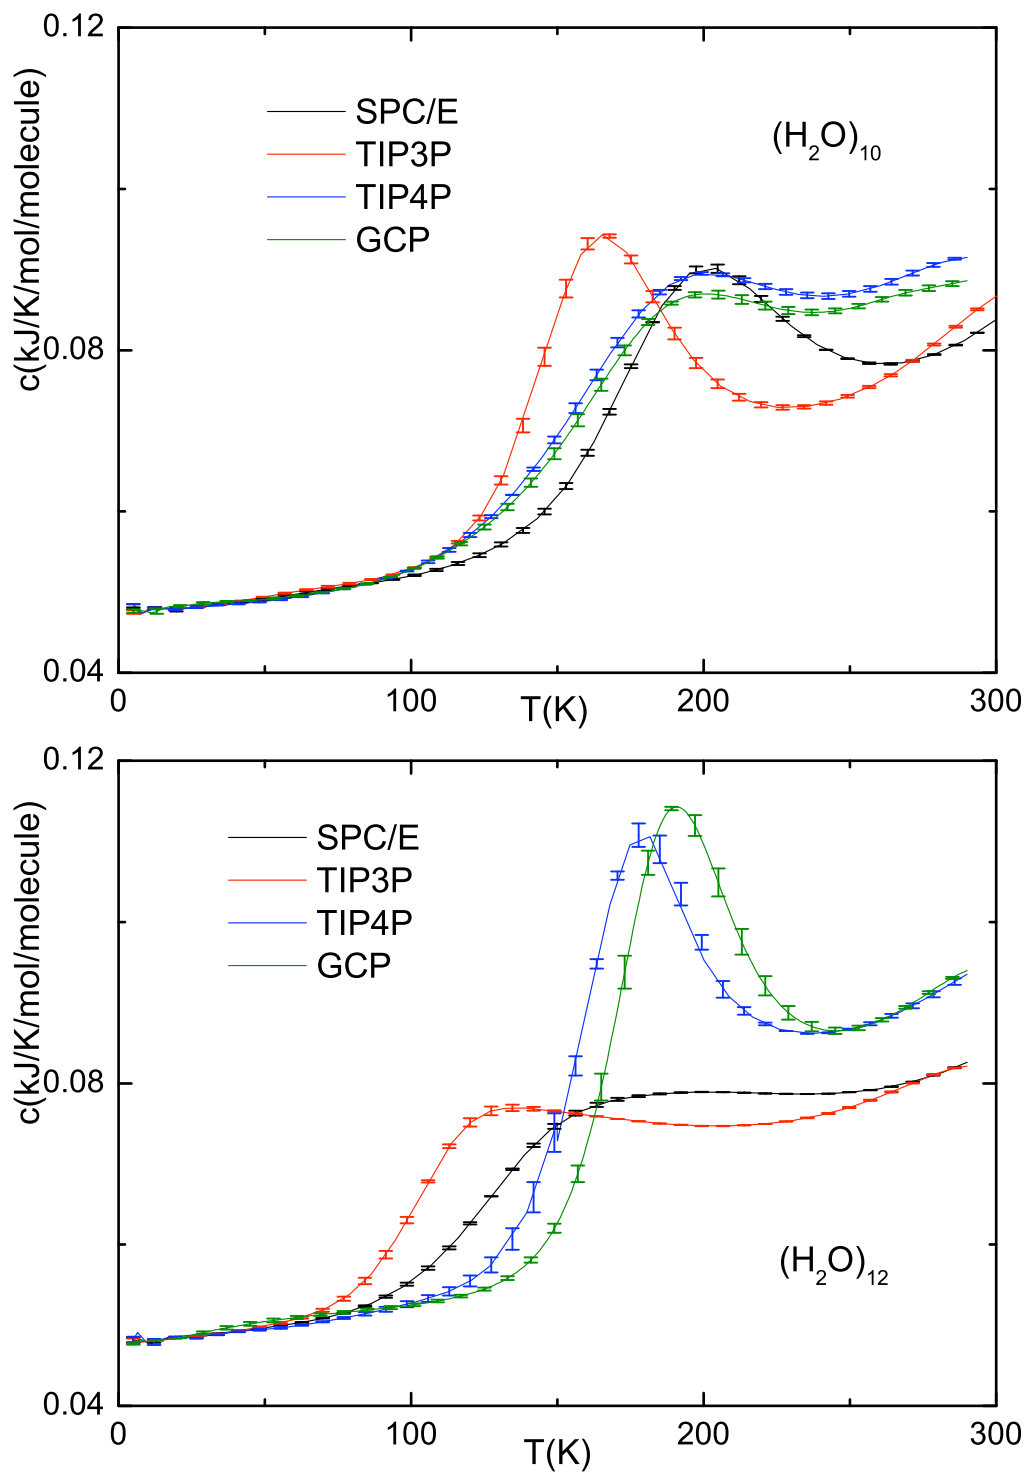 0.12
c(kJ/K/mol/molecule)
SPC/E
TIP3P
TIP4P
GCP
(H₂O)₁₀
0.08
0.04
0
100
200
300
T(K)
0.12
c(kJ/K/mol/molecule)
SPC/E
TIP3P
TIP4P
GCP
0.08
(H₂O)₁₂
0.04
0
100
200
300
T(K)